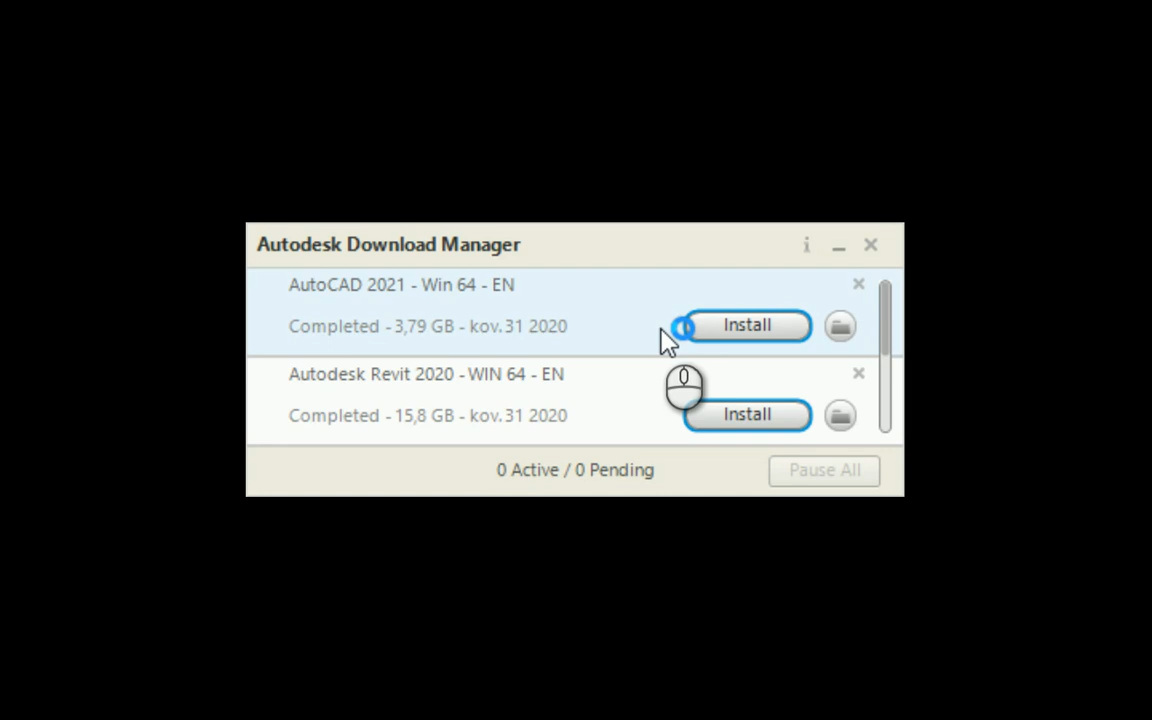 Autodesk Download Manager
AutoCAD 2021 - Win 64 - EN
Completed - 3,79 GB - kov.31 2020
Install
Autodesk Revit 2020 - WIN 64 - EN
Completed - 15,8 GB - kov.31 2020
Install
0 Active / 0 Pending
Pause All